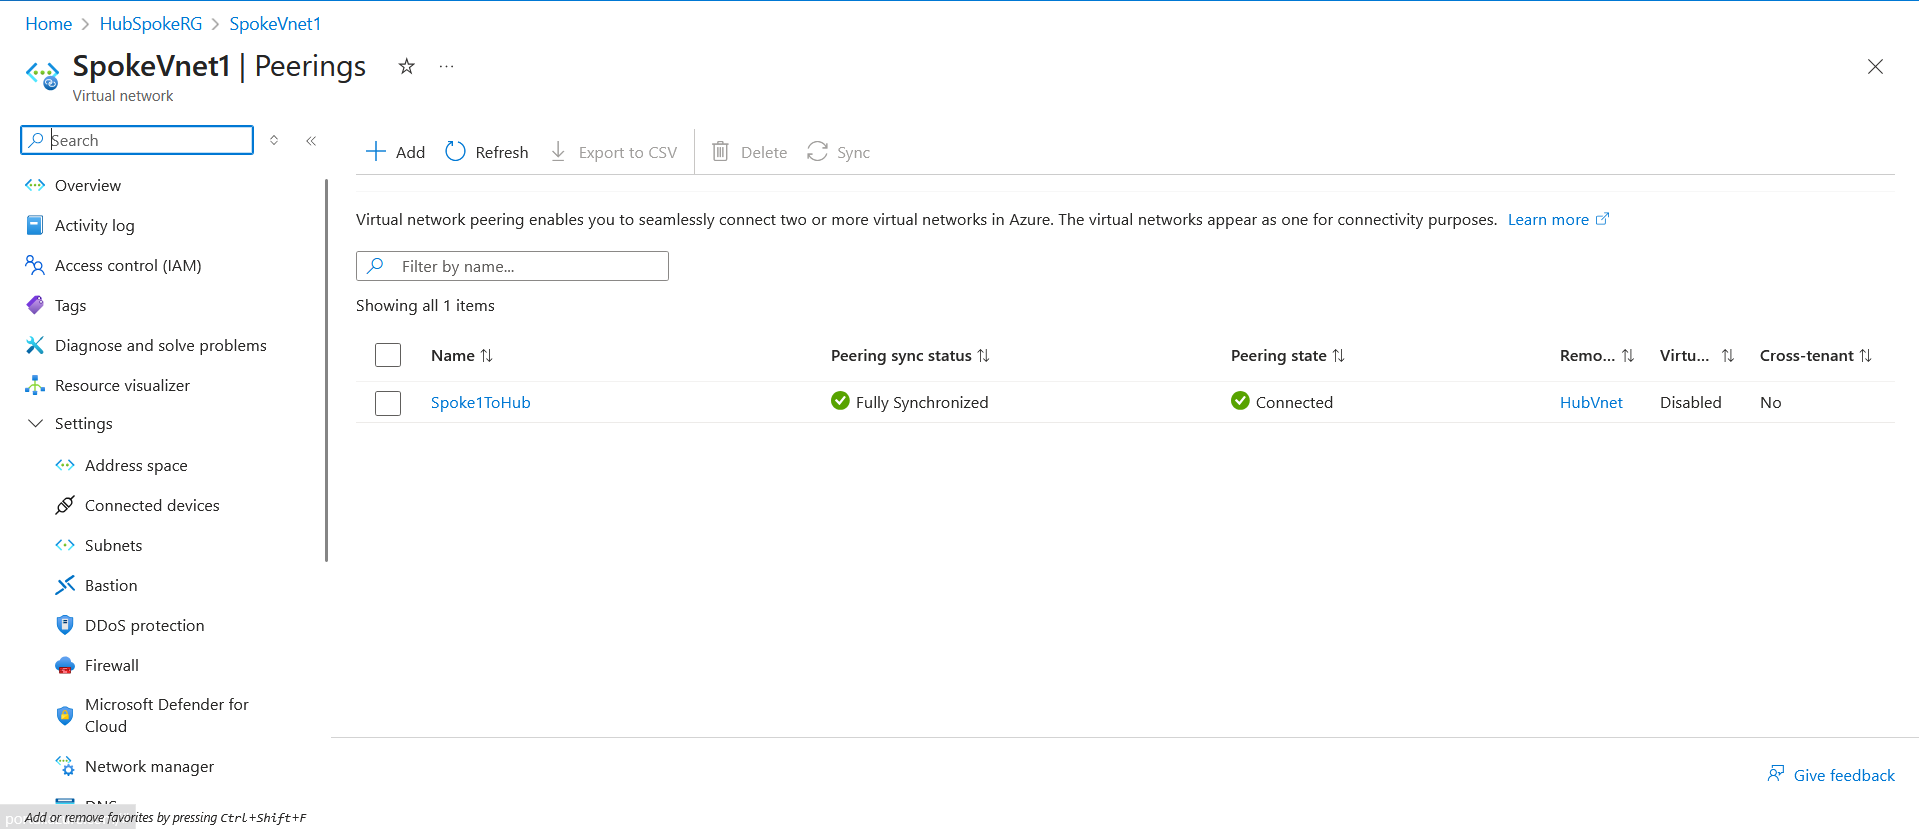 Home > HubSpokeRG > SpokeVnet1
SpokeVnet1 | Peerings
Virtual network
Search
Add Refresh Export to CSV Delete Sync
Overview
Activity log
Access control (IAM)
Tags
Diagnose and solve problems
Resource visualizer
Settings
Address space
Connected devices
Subnets
Bastion
DDoS protection
Firewall
Microsoft Defender for
Cloud
Network manager
DNS
Add or remove favorites by pressing Ctrl+Shift+F
Virtual network peering enables you to seamlessly connect two or more virtual networks in Azure. The virtual networks appear as one for connectivity purposes. Learn more
Filter by name...
Showing all 1 items
Name Peering sync status Peering state Remo... Virtu... Cross-tenant
Spoke1ToHub Fully Synchronized Connected HubVnet Disabled No
Give feedback